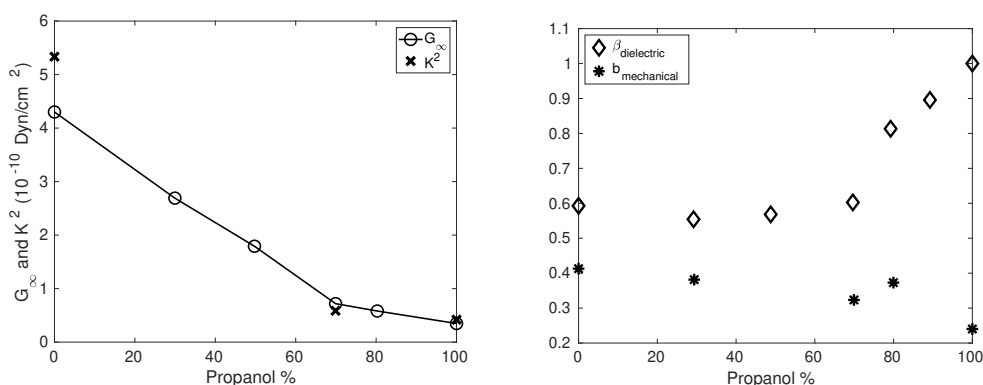 6
5
4
3
2
1
0
0 20 40 60 80 100
Propanol %
G∞ and K² (10⁻¹⁰ Dyn/cm ²)
G∞
K²
1.1
1
0.9
0.8
0.7
0.6
0.5
0.4
0.3
0.2
0 20 40 60 80 100
Propanol %
βdielectric
bmechanical